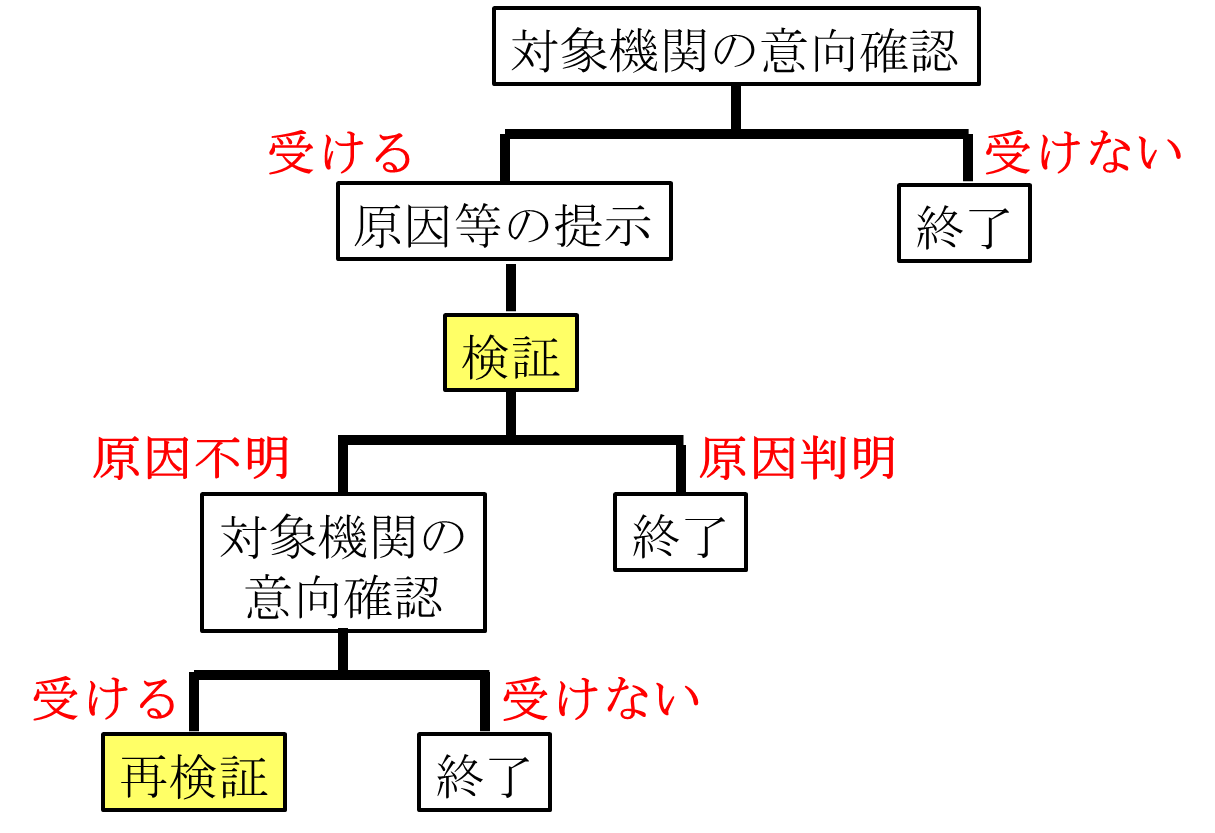 対象機関の意向確認
受ける
受けない
原因等の提示
終了
検証
原因不明
原因判明
対象機関の
意向確認
終了
受ける
受けない
再検証
終了